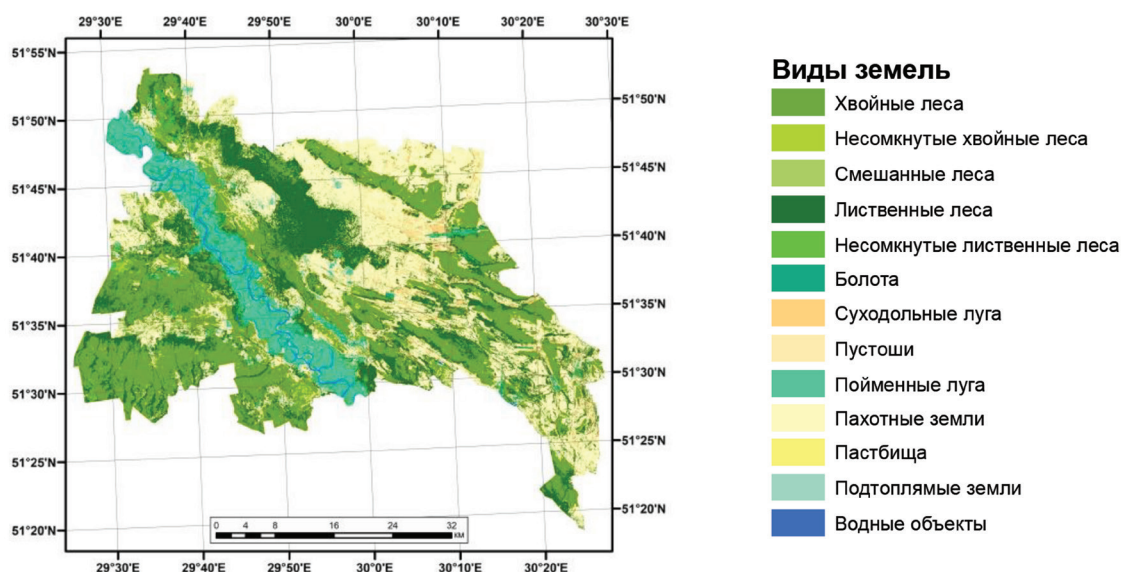 29°30'E 29°40'E 29°50'E 30°0'E 30°10'E 30°20'E 30°30'E
51°55'N
51°50'N
51°45'N
51°40'N
51°35'N
51°30'N
51°25'N
51°20'N
51°50'N
51°45'N
51°40'N
51°35'N
51°30'N
51°25'N
51°20'N
0 4 8 16 24 32
КМ
29°30'E 29°40'E 29°50'E 30°0'E 30°10'E 30°20'E
Виды земель
Хвойные леса
Несомкнутые хвойные леса
Смешанные леса
Лиственные леса
Несомкнутые лиственные леса
Болота
Суходольные луга
Пустоши
Пойменные луга
Пахотные земли
Пастбища
Подтоплямые земли
Водные объекты